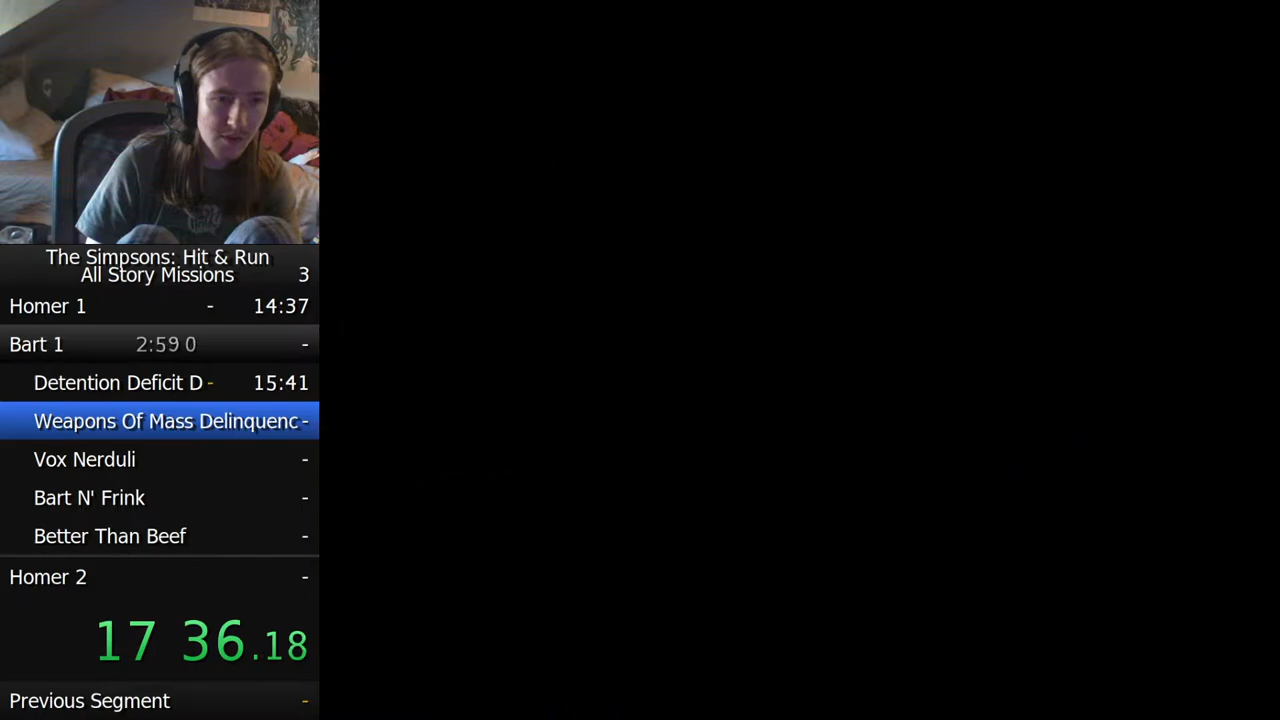 The Simpsons: Hit & Run
All Story Missions 3
Homer 1 - 14:37
Bart 1 2:59 0 -
Detention Deficit D - 15:41
Weapons Of Mass Delinquenc -
Vox Nerduli -
Bart N' Frink -
Better Than Beef -
Homer 2 -
17 36.18
Previous Segment -